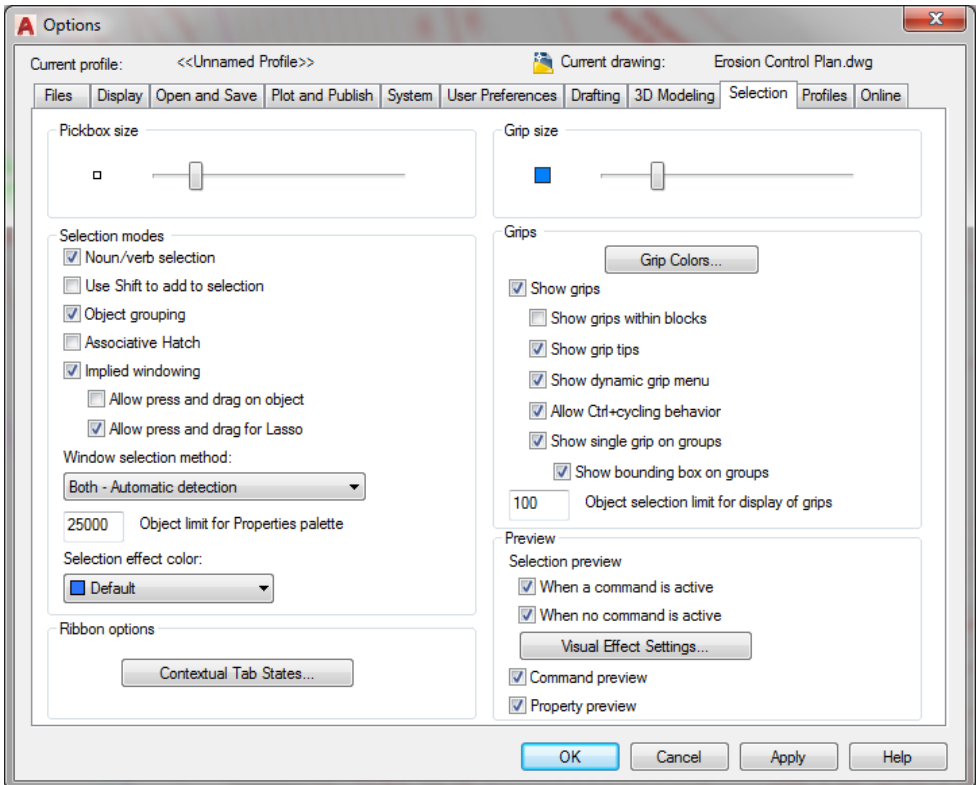 A Options
Current profile: <<Unnamed Profile>> Current drawing: Erosion Control Plan.dwg
Files Display Open and Save Plot and Publish System User Preferences Drafting 3D Modeling Selection Profiles Online
Pickbox size
Selection modes
Noun/verb selection
Use Shift to add to selection
Object grouping
Associative Hatch
Implied windowing
Allow press and drag on object
Allow press and drag for Lasso
Window selection method:
Both - Automatic detection
25000 Object limit for Properties palette
Selection effect color:
Default
Ribbon options
Contextual Tab States...
Grip size
Grips
Grip Colors...
Show grips
Show grips within blocks
Show grip tips
Show dynamic grip menu
Allow Ctrl+cycling behavior
Show single grip on groups
Show bounding box on groups
100 Object selection limit for display of grips
Preview
Selection preview
When a command is active
When no command is active
Visual Effect Settings...
Command preview
Property preview
OK Cancel Apply Help